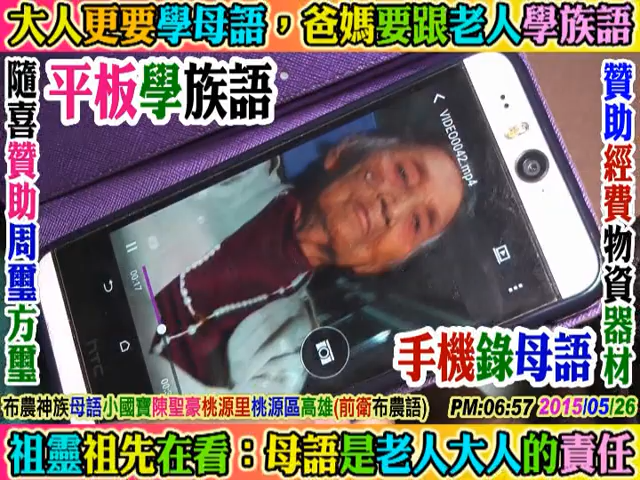 大人更要學母語，爸媽要跟老人學族語
隨喜贊助周璽方璽
平板學族語
贊助經費物資器材
VIDEO0042.mp4
00:17
hTC
手機錄母語
布農神族母語小國寶陳聖豪桃源里桃源區高雄(前衛布農語) PM:06:57 2015/05/26
祖靈祖先在看：母語是老人大人的責任